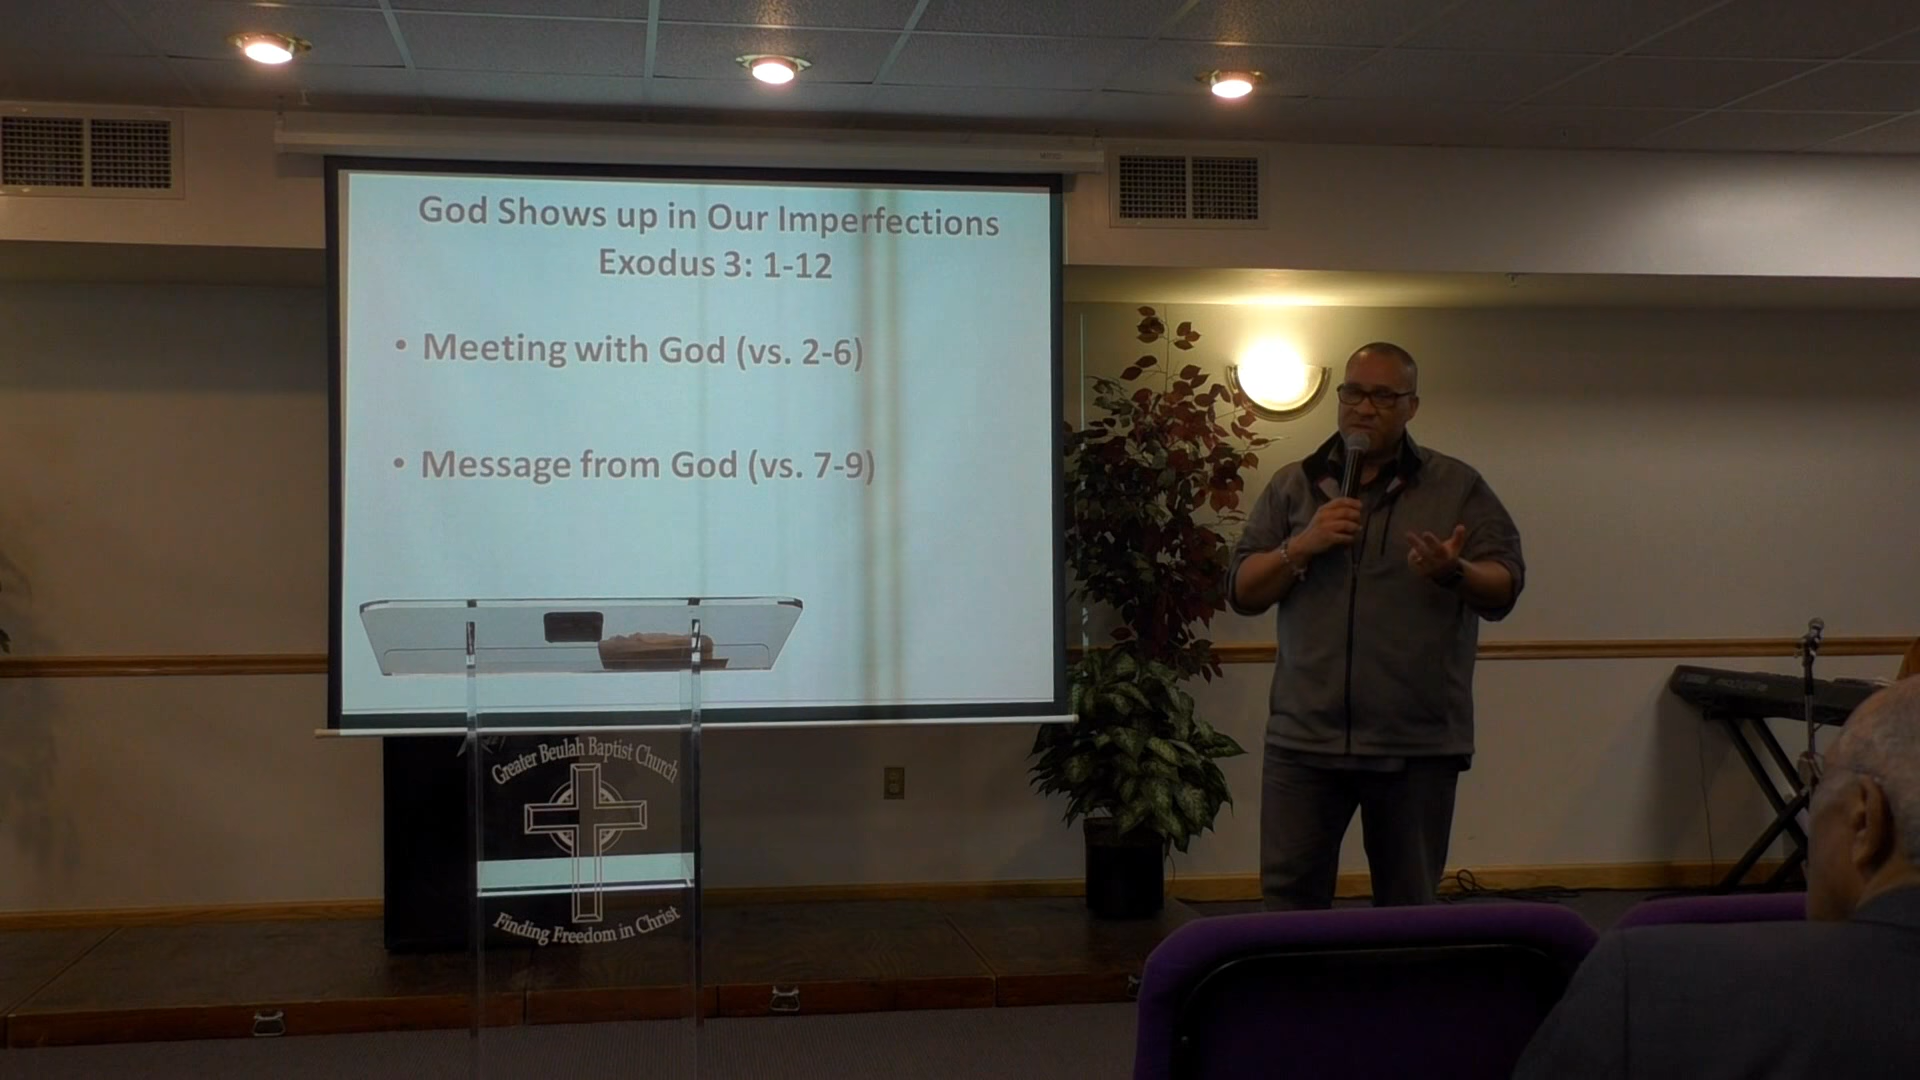 God Shows up in Our Imperfections
Exodus 3: 1-12
• Meeting with God (vs. 2-6)
• Message from God (vs. 7-9)
Greater Beulah Baptist Church
Finding Freedom in Christ